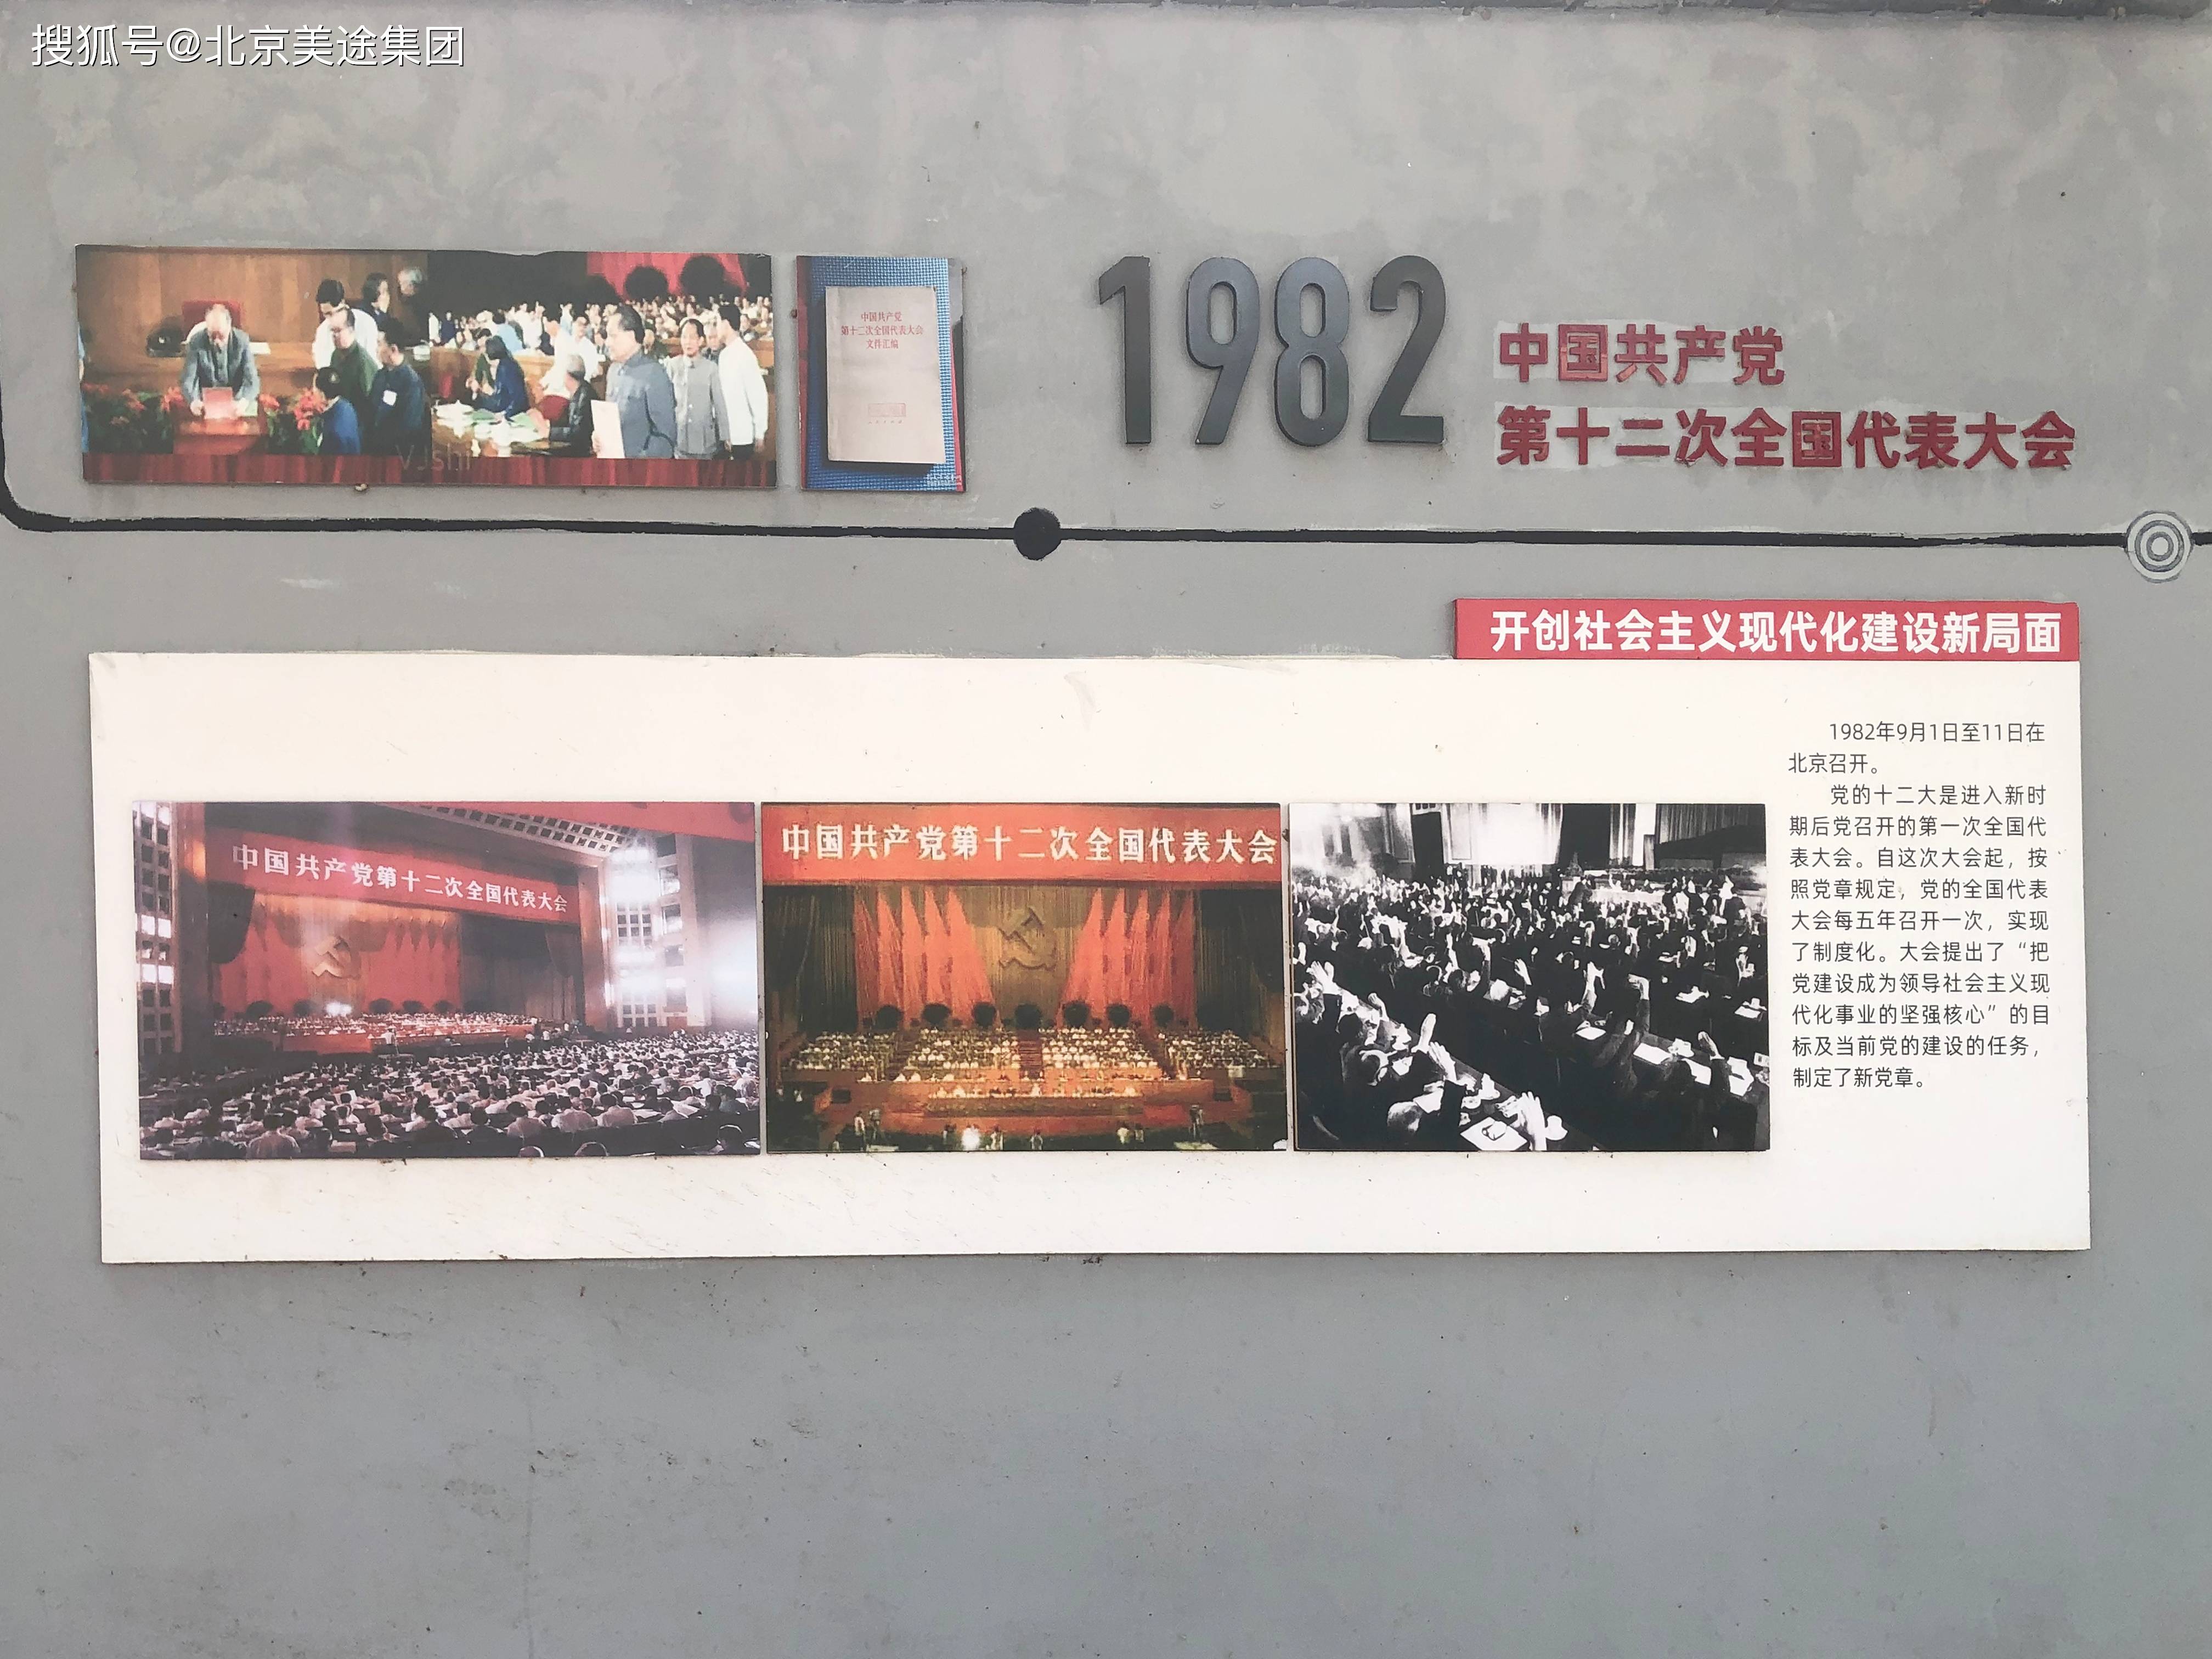 搜狐号@北京美途集团
中国共产党
第十二次全国代表大会
文件汇编
1982
中国共产党
第十二次全国代表大会
开创社会主义现代化建设新局面
1982年9月1日至11日在
北京召开。
党的十二大是进入新时
期后党召开的第一次全国代
表大会。自这次大会起，按
照党章规定，党的全国代表
大会每五年召开一次，实现
了制度化。大会提出了“把
党建设成为领导社会主义现
代化事业的坚强核心”的目
标及当前党的建设的任务，
制定了新党章。
中国共产党第十二次全国代表大会
中国共产党第十二次全国代表大会